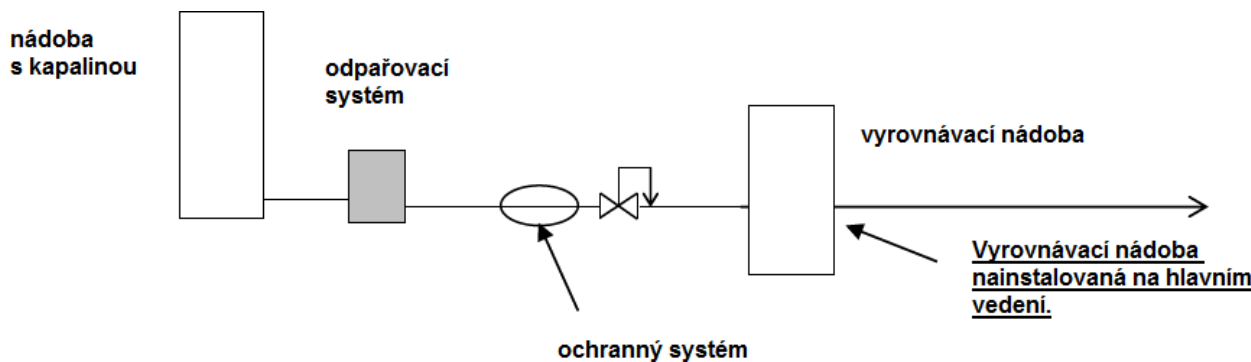 nádoba
s kapalinou
odpařovací
systém
vyrovnávací nádoba
Vyrovnávací nádoba
nainstalovaná na hlavním
vedení.
ochranný systém